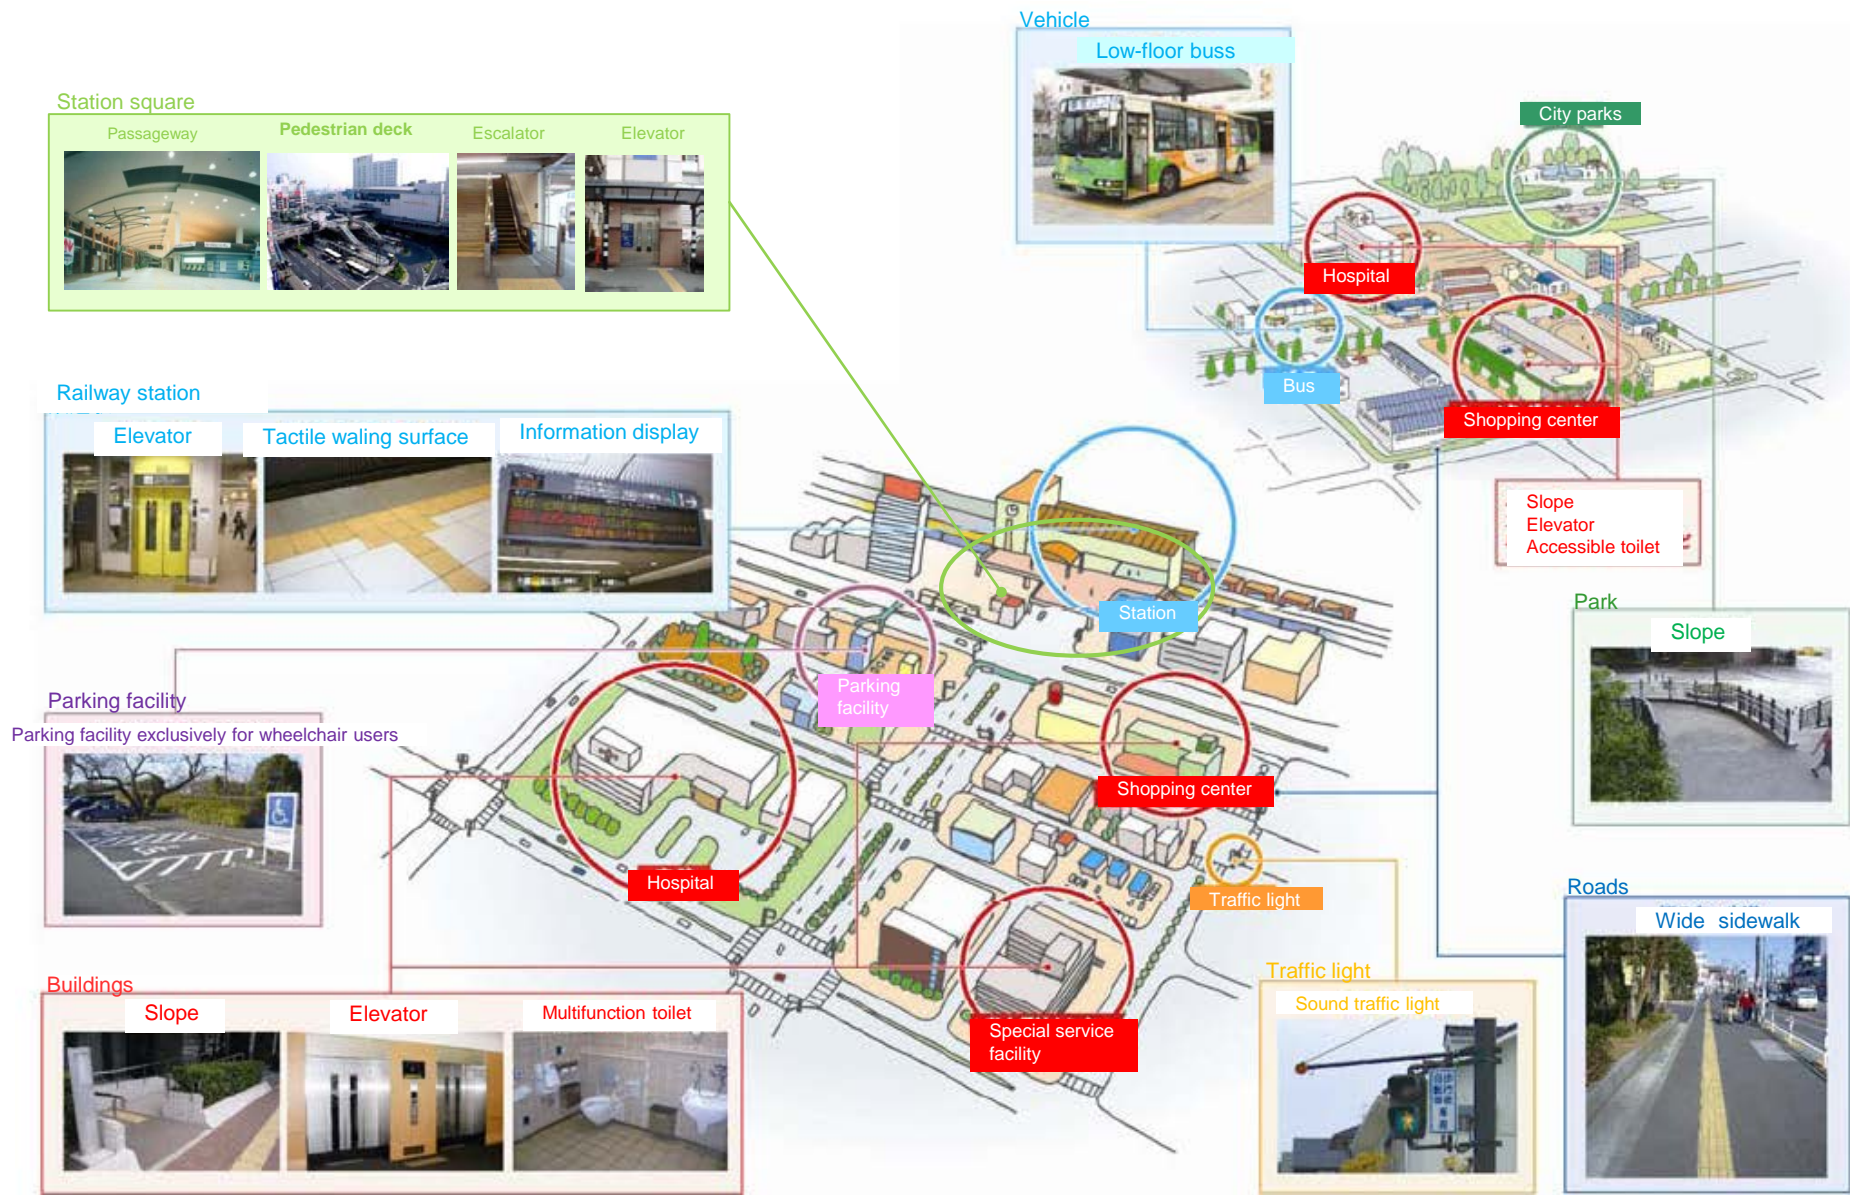 Vehicle
Low-floor buss
Station square
Passageway
Pedestrian deck
Escalator
Elevator
City parks
Hospital
Bus
Shopping center
Railway station
Elevator
Tactile waling surface
Information display
Slope
Elevator
Accessible toilet
Station
Park
Slope
Parking
facility
Parking facility
Parking facility exclusively for wheelchair users
P
Shopping center
Hospital
Traffic light
P
Roads
Wide sidewalk
Buildings
Slope
Elevator
Multifunction toilet
Special service
facility
Traffic light
Sound traffic light